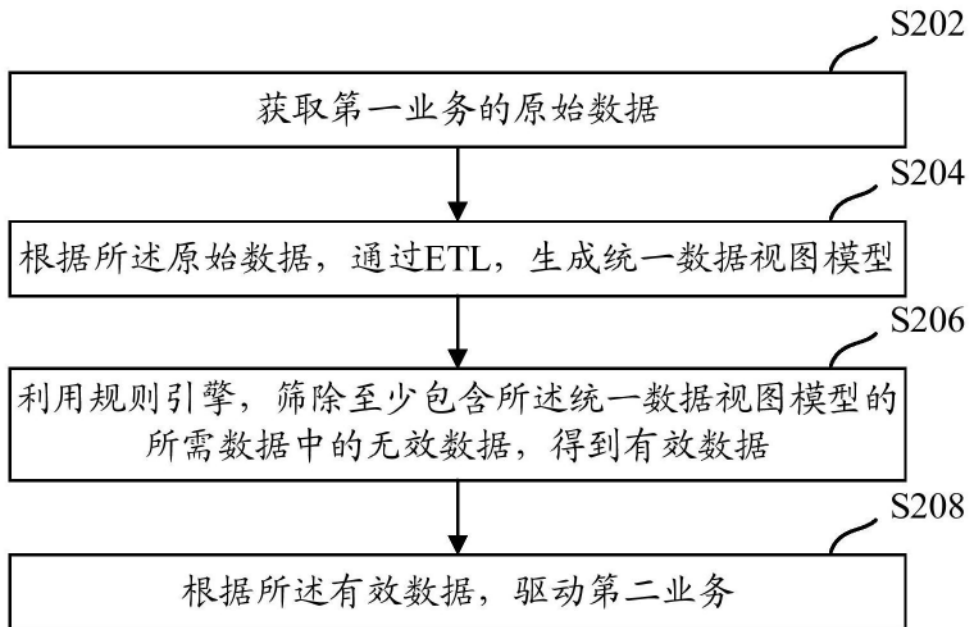 S202
获取第一业务的原始数据
S204
根据所述原始数据，通过ETL，生成统一数据视图模型
S206
利用规则引擎，筛除至少包含所述统一数据视图模型的
所需数据中的无效数据，得到有效数据
S208
根据所述有效数据，驱动第二业务